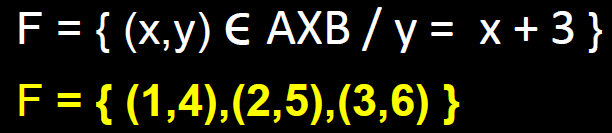 F = { (x,y) Є AXB / y = x + 3 }
F = { (1,4),(2,5),(3,6) }